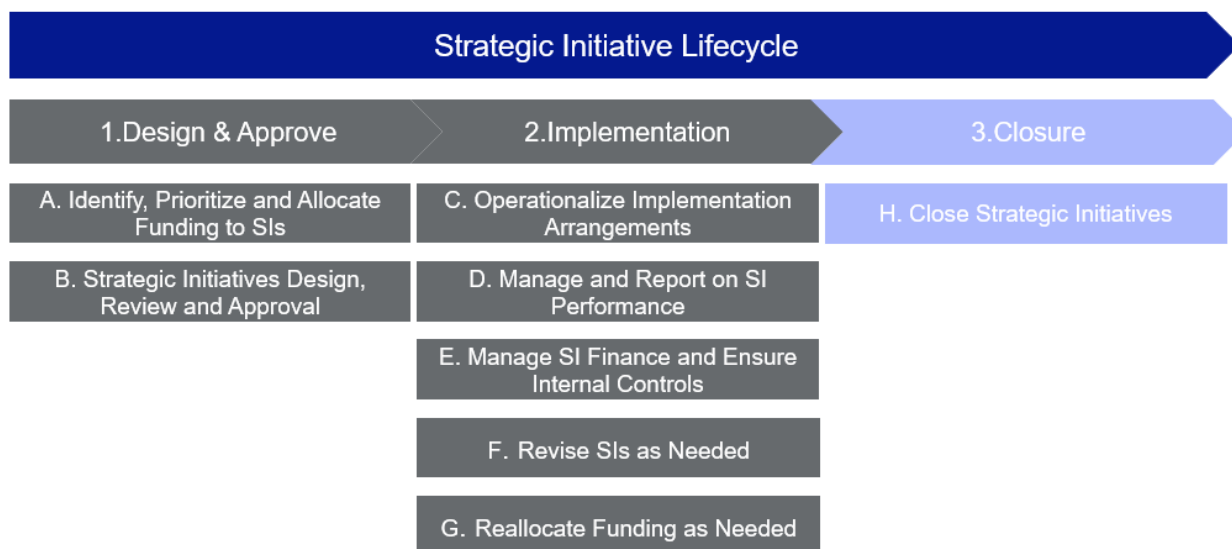 Strategic Initiative Lifecycle
1.Design & Approve
2.Implementation
3.Closure
A. Identify, Prioritize and Allocate
Funding to SIs
B. Strategic Initiatives Design,
Review and Approval
C. Operationalize Implementation
Arrangements
D. Manage and Report on SI
Performance
E. Manage SI Finance and Ensure
Internal Controls
F. Revise SIs as Needed
G. Reallocate Funding as Needed
H. Close Strategic Initiatives